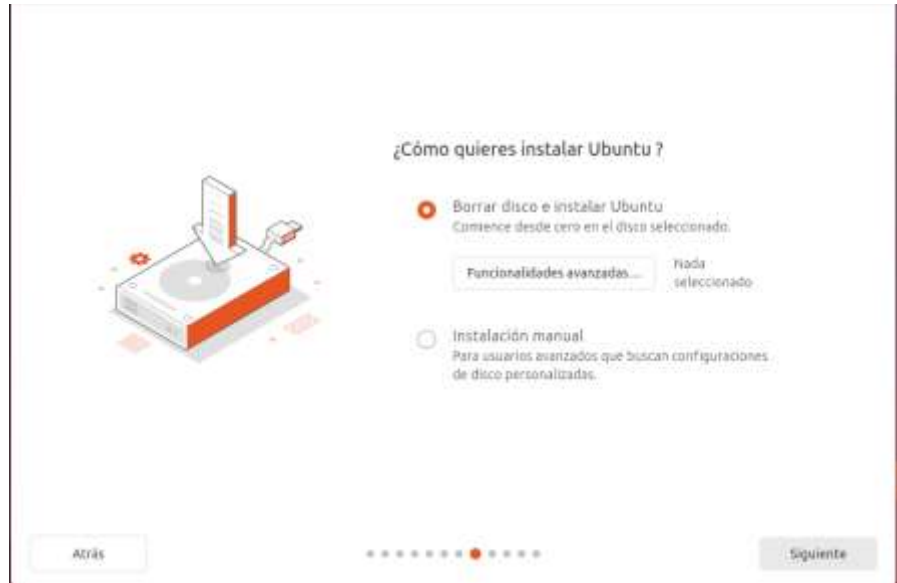 ¿Cómo quieres instalar Ubuntu ?
Borrar disco e instalar Ubuntu
Comience desde cero en el disco seleccionado.
Funcionalidades avanzadas...
Nada
seleccionado
Instalación manual
Para usuarios avanzados que buscan configuraciones
de disco personalizadas.
Atrás
Siguiente